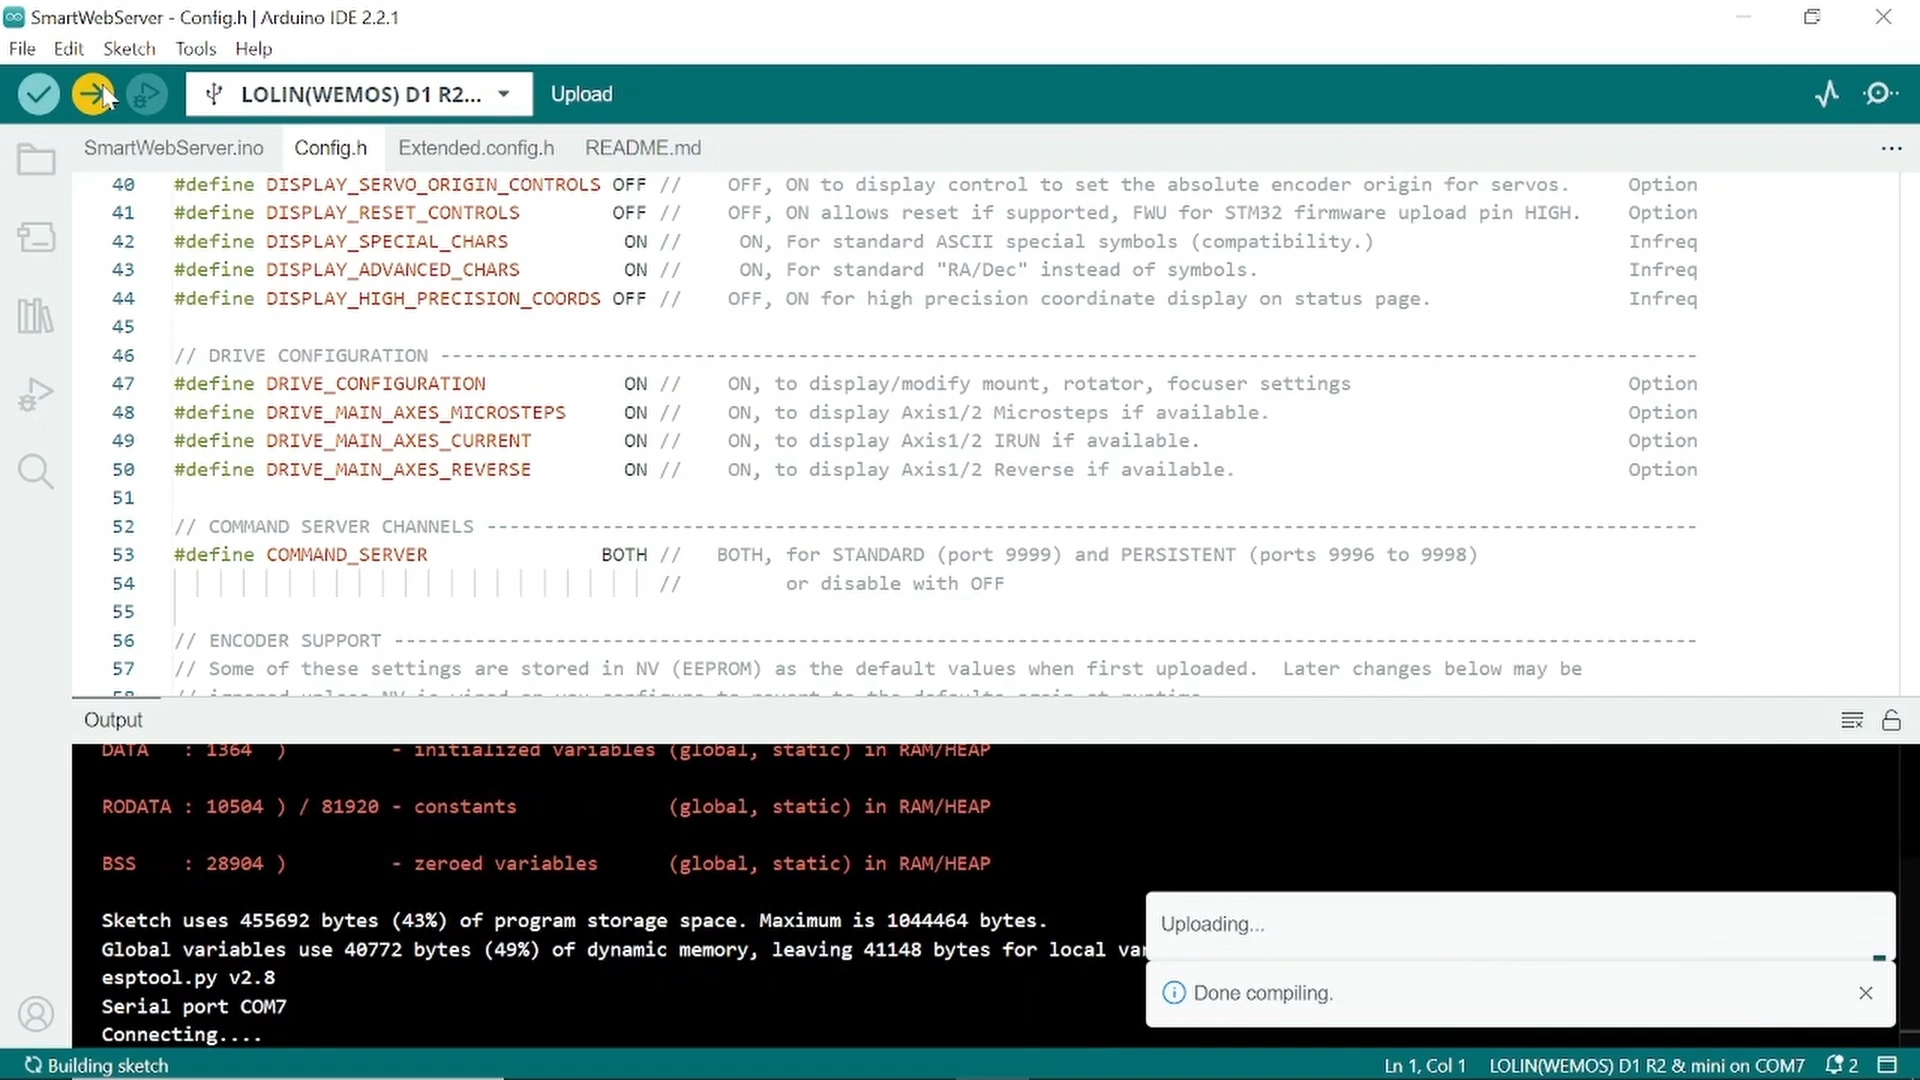 SmartWebServer - Config.h | Arduino IDE 2.2.1
File Edit Sketch Tools Help
LOLIN(WEMOS) D1 R2... Upload
SmartWebServer.ino Config.h Extended.config.h README.md ...
40 #define DISPLAY_SERVO_ORIGIN_CONTROLS OFF // OFF, ON to display control to set the absolute encoder origin for servos. Option
41 #define DISPLAY_RESET_CONTROLS OFF // OFF, ON allows reset if supported, FWU for STM32 firmware upload pin HIGH. Option
42 #define DISPLAY_SPECIAL_CHARS ON // ON, For standard ASCII special symbols (compatibility.) Infreq
43 #define DISPLAY_ADVANCED_CHARS ON // ON, For standard "RA/Dec" instead of symbols. Infreq
44 #define DISPLAY_HIGH_PRECISION_COORDS OFF // OFF, ON for high precision coordinate display on status page. Infreq
45
46 // DRIVE CONFIGURATION -------------------------------------------------------------------------------------------------------------
47 #define DRIVE_CONFIGURATION ON // ON, to display/modify mount, rotator, focuser settings Option
48 #define DRIVE_MAIN_AXES_MICROSTEPS ON // ON, to display Axis1/2 Microsteps if available. Option
49 #define DRIVE_MAIN_AXES_CURRENT ON // ON, to display Axis1/2 IRUN if available. Option
50 #define DRIVE_MAIN_AXES_REVERSE ON // ON, to display Axis1/2 Reverse if available. Option
51
52 // COMMAND SERVER CHANNELS ---------------------------------------------------------------------------------------------------------
53 #define COMMAND_SERVER BOTH // BOTH, for STANDARD (port 9999) and PERSISTENT (ports 9996 to 9998)
54 // or disable with OFF
55
56 // ENCODER SUPPORT -----------------------------------------------------------------------------------------------------------------
57 // Some of these settings are stored in NV (EEPROM) as the default values when first uploaded. Later changes below may be
Output
DATA : 1364 ) - initialized variables (global, static) in RAM/HEAP
RODATA : 10504 ) / 81920 - constants (global, static) in RAM/HEAP
BSS : 28904 ) - zeroed variables (global, static) in RAM/HEAP
Sketch uses 455692 bytes (43%) of program storage space. Maximum is 1044464 bytes.
Global variables use 40772 bytes (49%) of dynamic memory, leaving 41148 bytes for local
esptool.py v2.8
Serial port COM7
Connecting....
Uploading...
Done compiling.
Building sketch Ln 1, Col 1 LOLIN(WEMOS) D1 R2 & mini on COM7 2